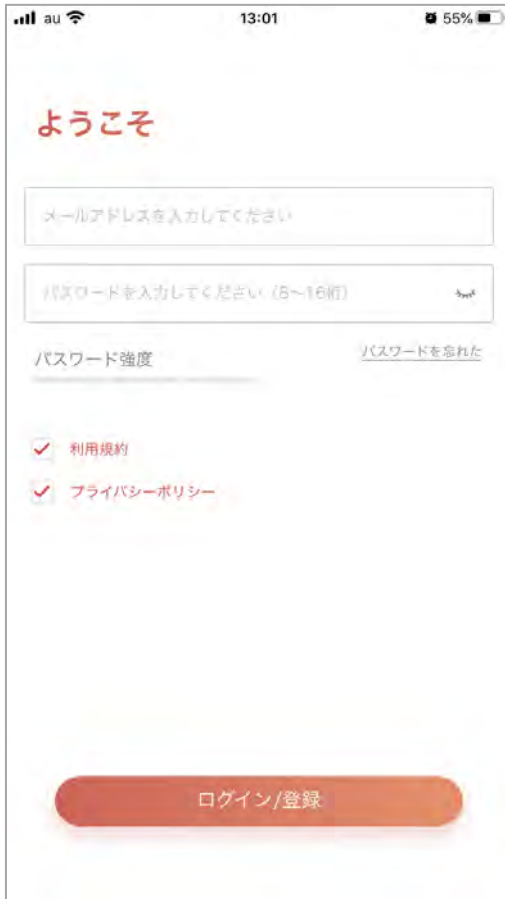 au 13:01 55%
ようこそ
メールアドレスを入力してください
パスワードを入力してください（8～16桁）
パスワード強度 パスワードを忘れた
利用規約
プライバシーポリシー
ログイン/登録